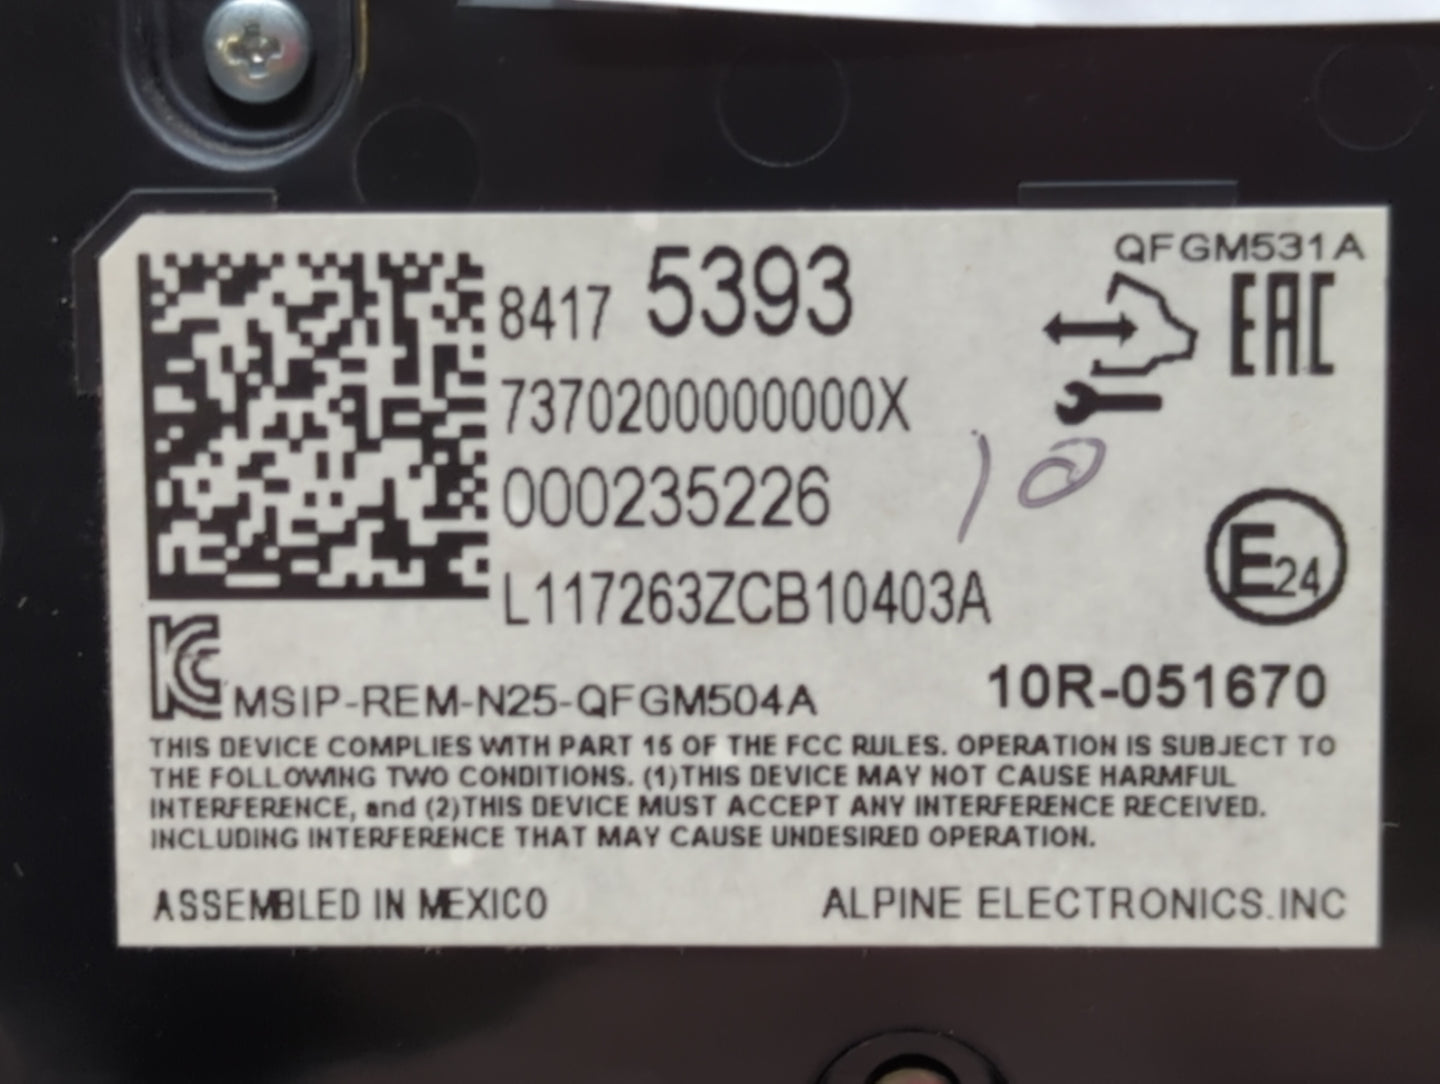 QFGM531A
8417 5393
EAC
7370200000000X
10
000235226
E24
L117263ZCB10403A
KC MSIP-REM-N25-QFGM504A
10R-051670
THIS DEVICE COMPLIES WITH PART 15 OF THE FCC RULES. OPERATION IS SUBJECT TO
THE FOLLOWING TWO CONDITIONS. (1)THIS DEVICE MAY NOT CAUSE HARMFUL
INTERFERENCE, and (2)THIS DEVICE MUST ACCEPT ANY INTERFERENCE RECEIVED.
INCLUDING INTERFERENCE THAT MAY CAUSE UNDESIRED OPERATION.
ASSEMBLED IN MEXICO
ALPINE ELECTRONICS.INC